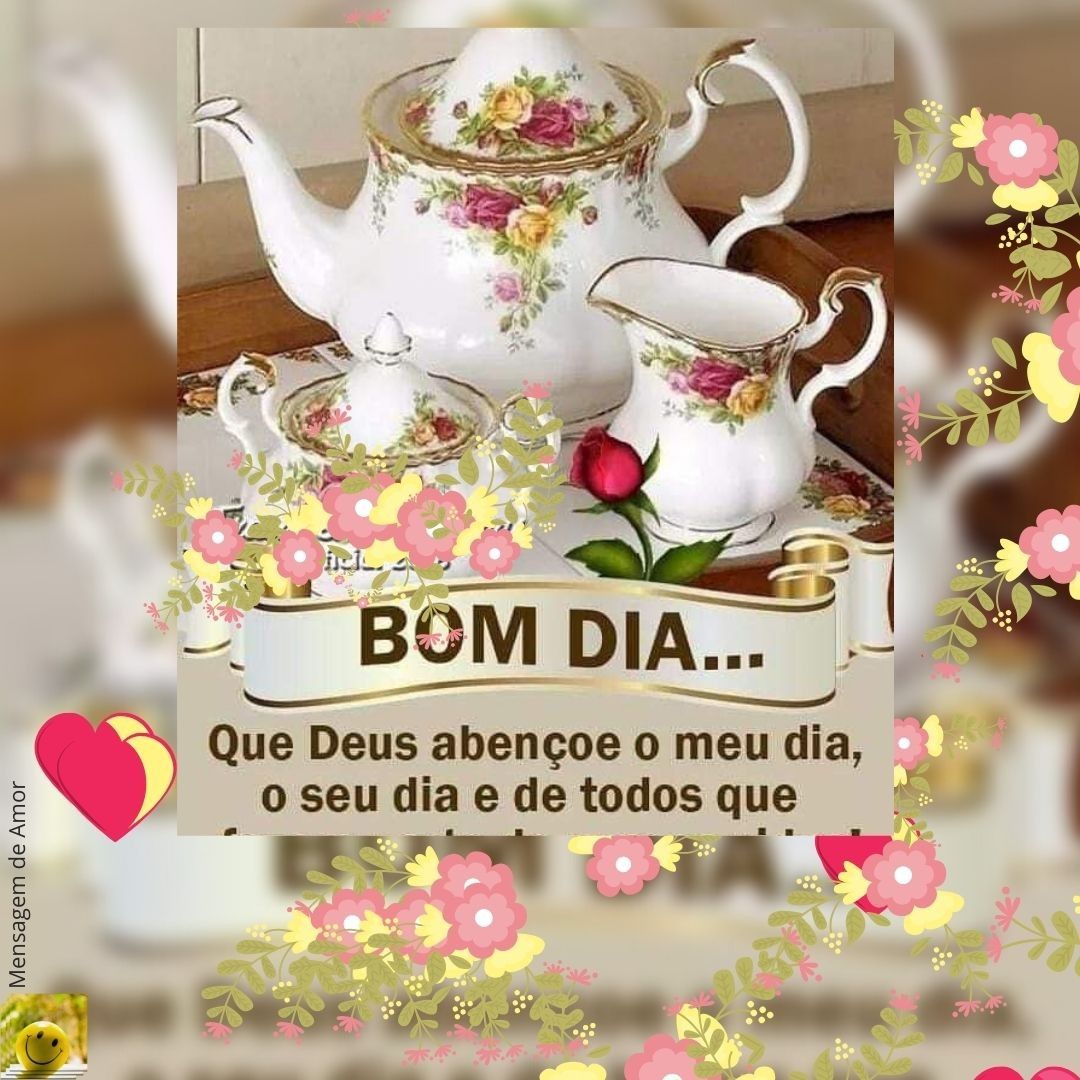 BOM DIA...
Que Deus abençoe o meu dia,
o seu dia e de todos que
Mensagem de Amor